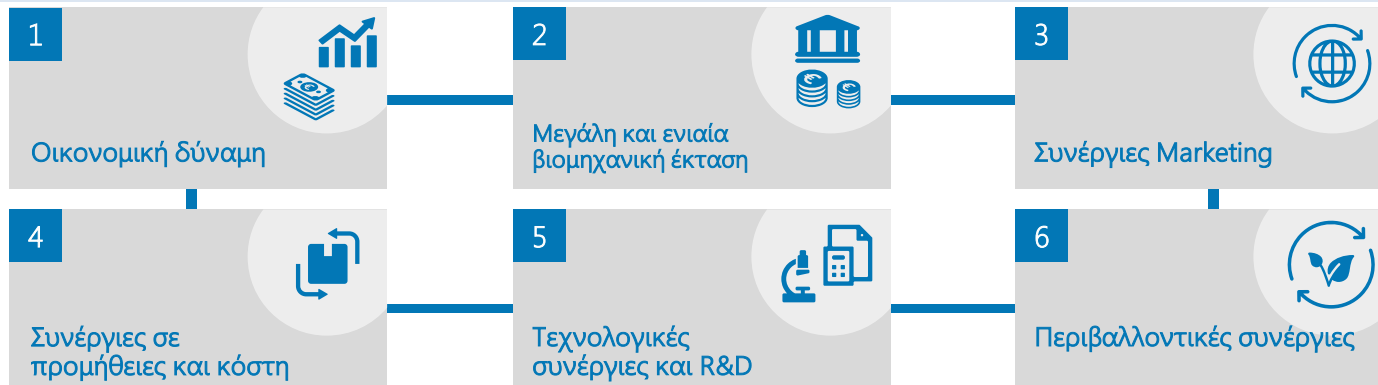 1
Οικονομική δύναμη
2
Μεγάλη και ενιαία
βιομηχανική έκταση
3
Συνέργιες Marketing
4
Συνέργιες σε
προμήθειες και κόστη
5
Τεχνολογικές
συνέργιες και R&D
6
Περιβαλλοντικές συνέργιες